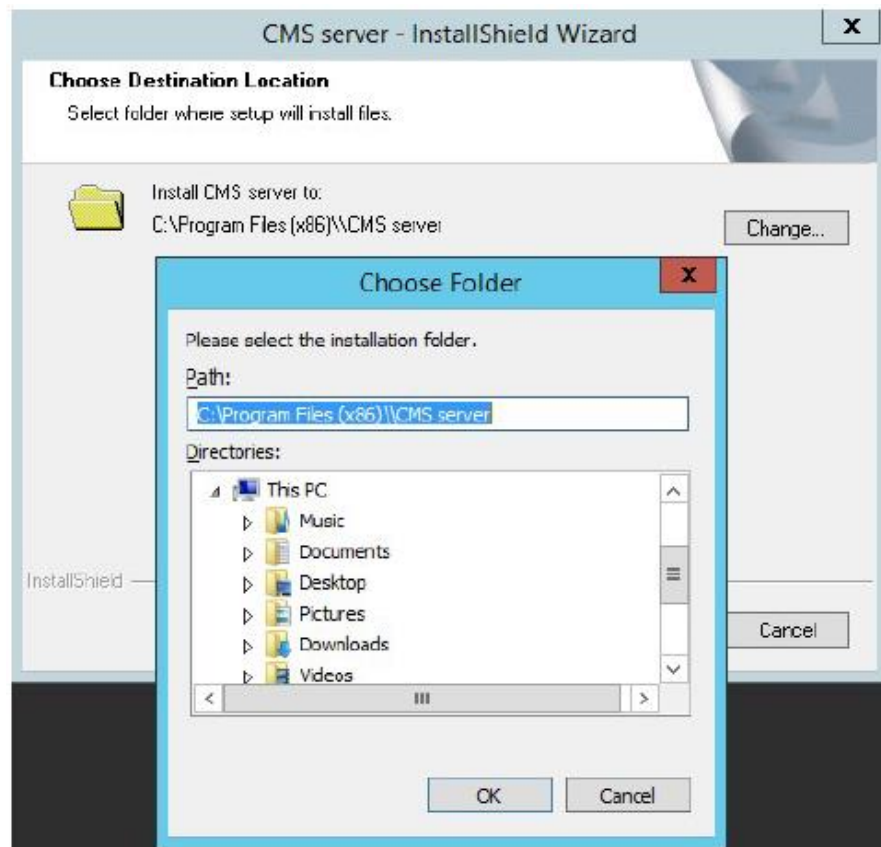 CMS server - InstallShield Wizard
X
Choose Destination Location
Select folder where setup will install files.
Install CMS server to:
C:\Program Files (x86)\\CMS server
Change...
Choose Folder
X
Please select the installation folder.
Path:
C:\Program Files (x86)\\CMS server
Directories:
This PC
Music
Documents
Desktop
Pictures
Downloads
Videos
InstallShield
Cancel
OK
Cancel